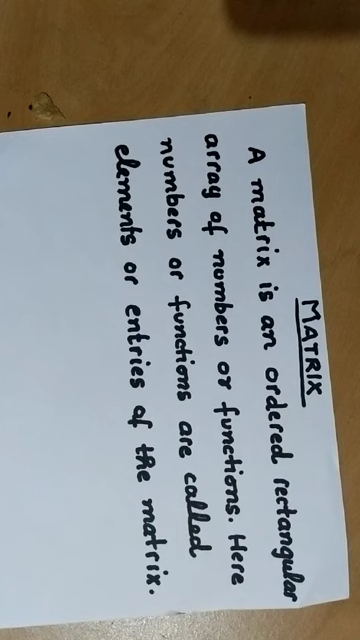 MATRIX
A matrix is an ordered rectangular
array of numbers or functions. Here
numbers or functions are called
elements or entries of the matrix.